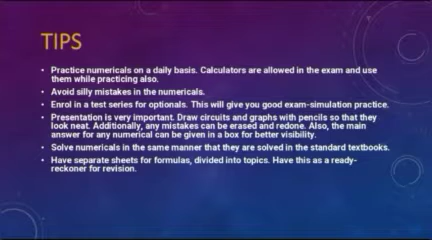 TIPS
• Practice numericals on a daily basis. Calculators are allowed in the exam and use
them while practicing also.
• Avoid silly mistakes in the numericals.
• Enrol in a test series for optionals. This will give you good exam-simulation practice.
• Presentation is very important. Draw circuits and graphs with pencils so that they
look neat. Additionally, any mistakes can be erased and redone. Also, the main
answer for any numerical can be given in a box for better visibility.
• Solve numericals in the same manner that they are solved in the standard textbooks.
• Have separate sheets for formulas, divided into topics. Have this as a ready-
reckoner for revision.